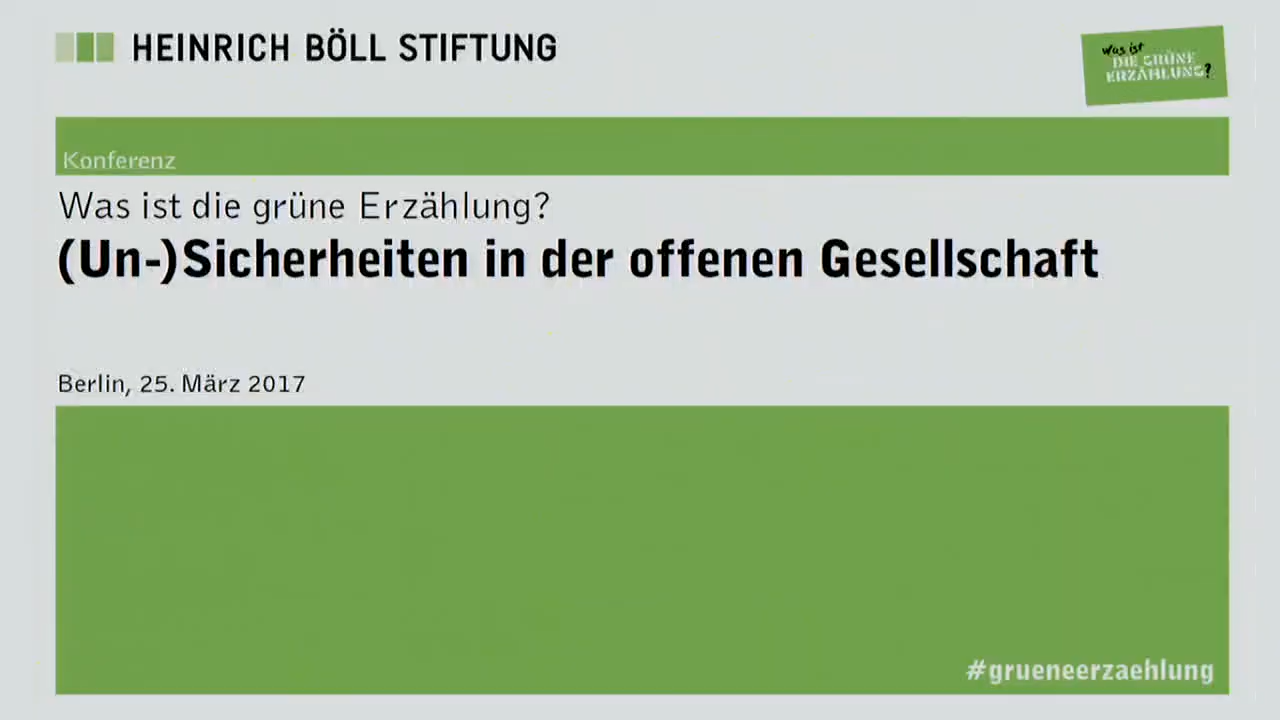 HEINRICH BÖLL STIFTUNG
Was ist
DIE GRÜNE
ERZÄHLUNG?
Konferenz
Was ist die grüne Erzählung?
(Un-)Sicherheiten in der offenen Gesellschaft
Berlin, 25. März 2017
#grueneerzaehlung